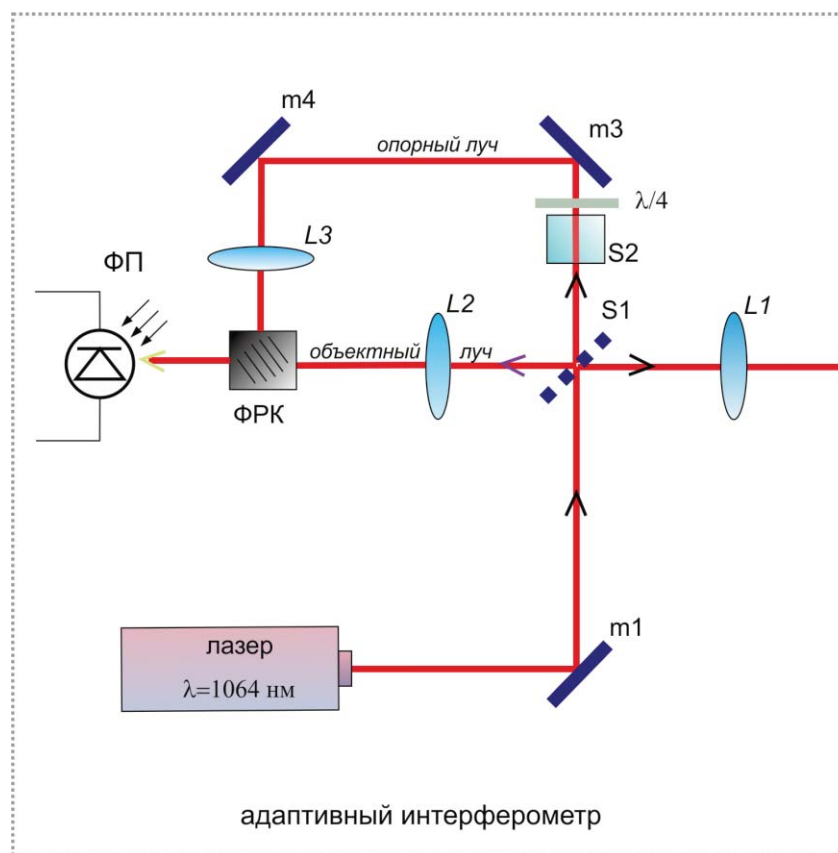 m4
m3
опорный луч
λ/4
L3
S2
ФП
L2
S1
L1
объектный луч
ФРК
m1
лазер
λ=1064 нм
адаптивный интерферометр